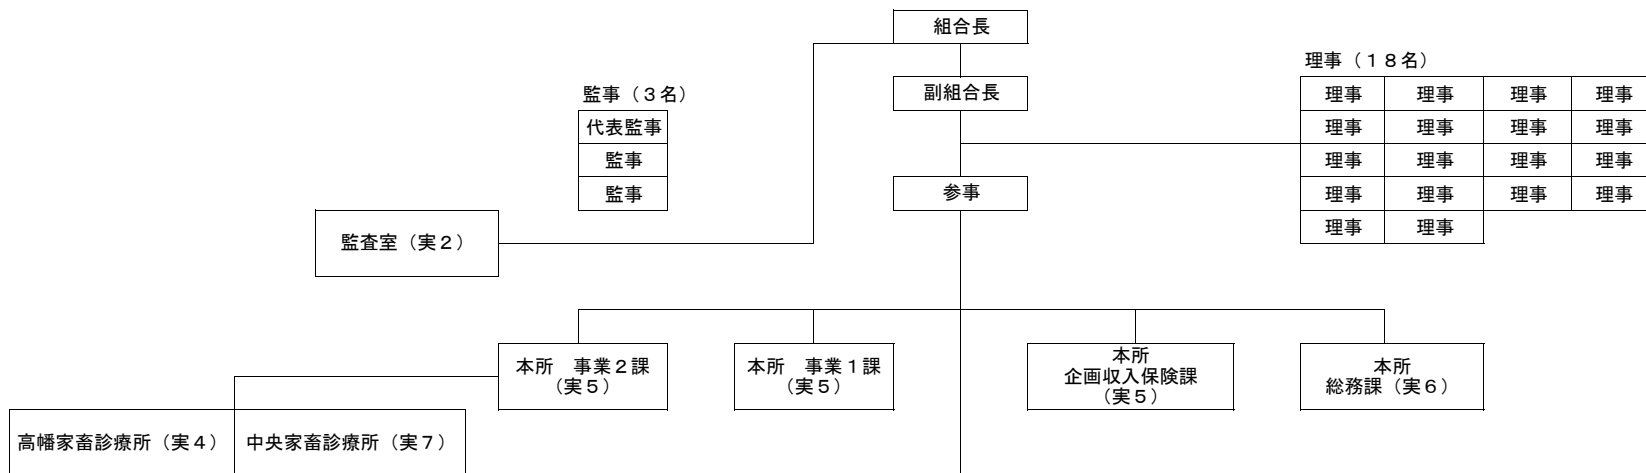 組合長
理事（１８名）
監事（３名）
副組合長
理事 理事 理事 理事
代表監事
理事 理事 理事 理事
監事
理事 理事 理事 理事
監事
参事
理事 理事 理事 理事
監査室（実２）
理事 理事
本所　事業２課
（実５）
本所　事業１課
（実５）
本所
企画収入保険課
（実５）
本所
総務課（実６）
高幡家畜診療所（実４） 中央家畜診療所（実７）